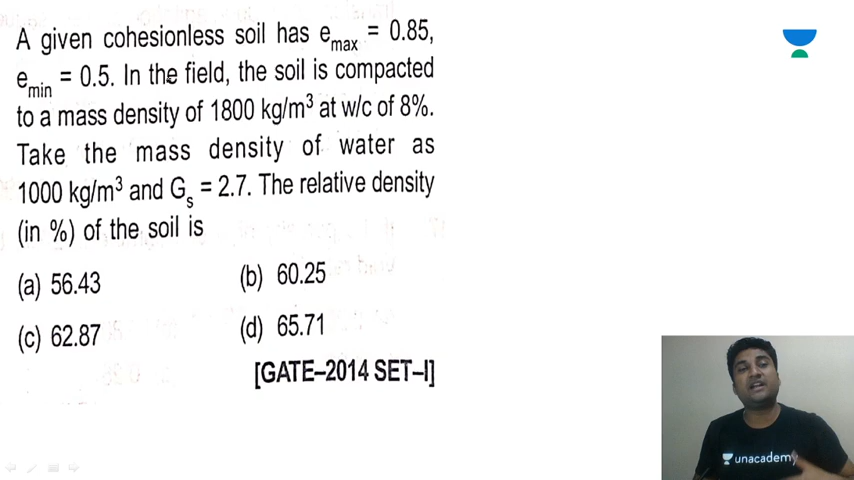 A given cohesionless soil has e_max = 0.85,
e_min = 0.5. In the field, the soil is compacted
to a mass density of 1800 kg/m³ at w/c of 8%.
Take the mass density of water as
1000 kg/m³ and G_s = 2.7. The relative density
(in %) of the soil is
(a) 56.43 (b) 60.25
(c) 62.87 (d) 65.71
[GATE–2014 SET–I]
unacademy